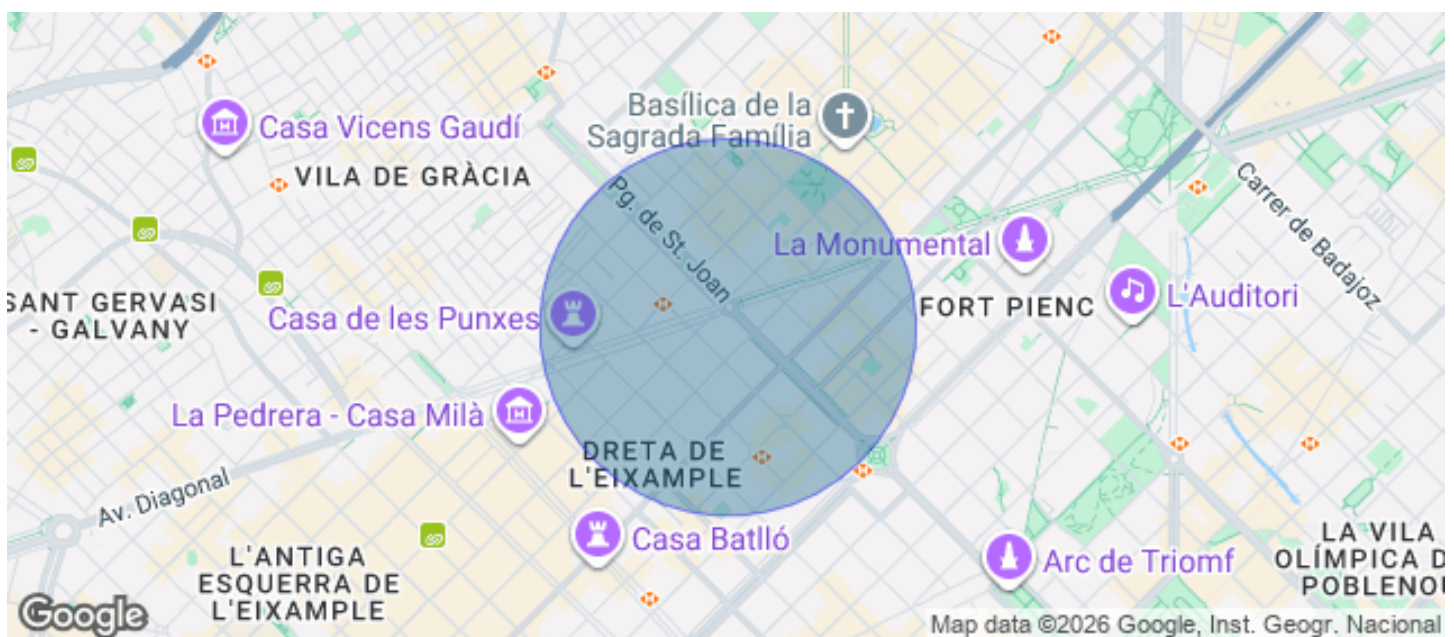 Basílica de la
Sagrada Família
Casa Vicens Gaudí
VILA DE GRÀCIA
Pg. de St. Joan
Carrer de Badajoz
La Monumental
SANT GERVASI
- GALVANY
Casa de les Punxes
FORT PIENC
L'Auditori
La Pedrera - Casa Milà
DRETA DE
L'EIXAMPLE
Av. Diagonal
Casa Batlló
L'ANTIGA
ESQUERRA DE
L'EIXAMPLE
Arc de Triomf
LA VILA
OLÍMPICA D
POBLENOU
Google
Map data ©2026 Google, Inst. Geogr. Nacional